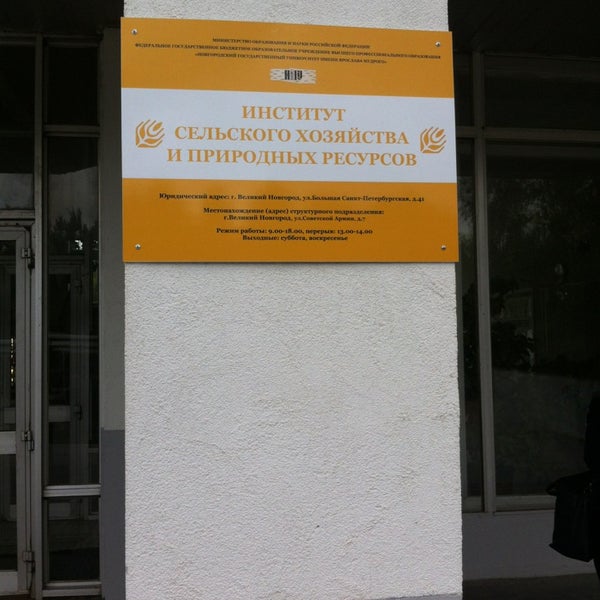 МИНИСТЕРСТВО ОБРАЗОВАНИЯ И НАУКИ РОССИЙСКОЙ ФЕДЕРАЦИИ
ФЕДЕРАЛЬНОЕ ГОСУДАРСТВЕННОЕ БЮДЖЕТНОЕ ОБРАЗОВАТЕЛЬНОЕ УЧРЕЖДЕНИЕ ВЫСШЕГО ПРОФЕССИОНАЛЬНОГО ОБРАЗОВАНИЯ
«НОВГОРОДСКИЙ ГОСУДАРСТВЕННЫЙ УНИВЕРСИТЕТ ИМЕНИ ЯРОСЛАВА МУДРОГО»
ИНСТИТУТ
СЕЛЬСКОГО ХОЗЯЙСТВА
И ПРИРОДНЫХ РЕСУРСОВ
Юридический адрес: г. Великий Новгород, ул.Большая Санкт-Петербургская, д.41
Местонахождение (адрес) структурного подразделения:
г.Великий Новгород, ул.Советской Армии, д.7
Режим работы: 9.00-18.00, перерыв: 13.00-14.00
Выходные: суббота, воскресенье